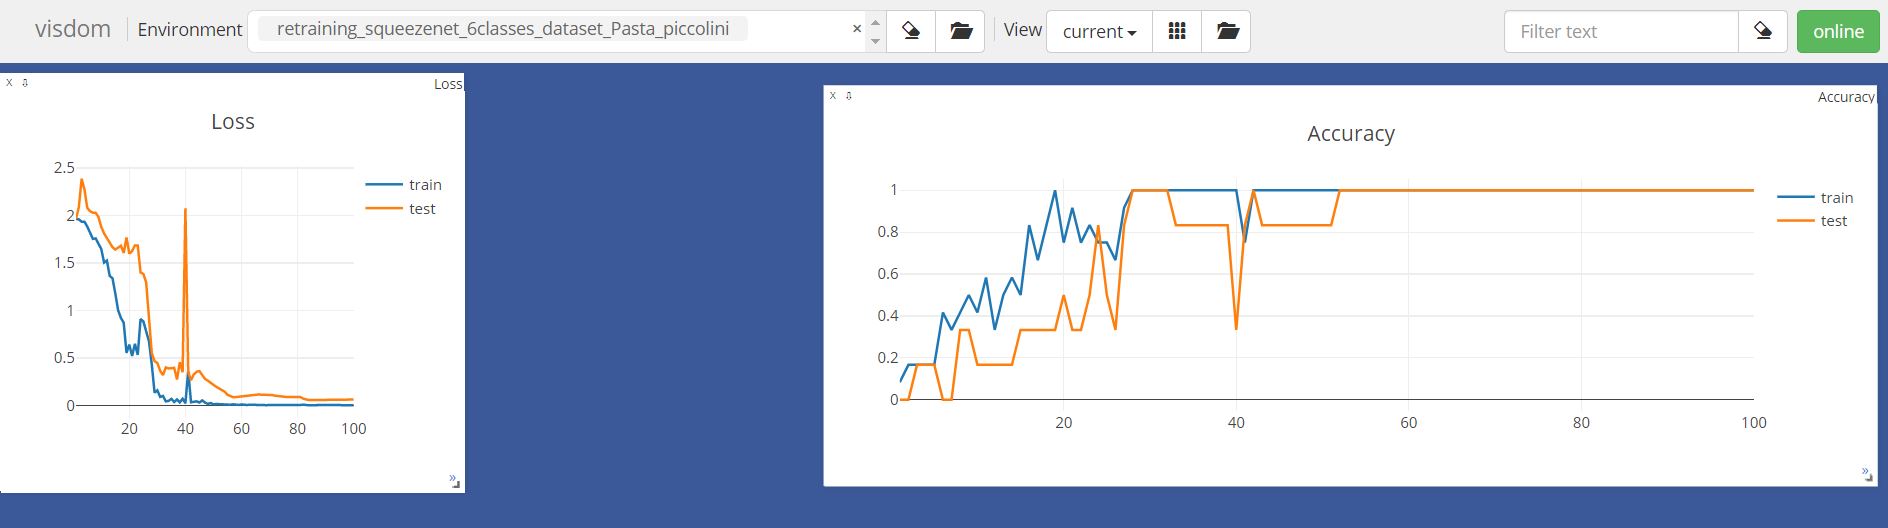 visdom Environment retraining_squeezenet_6classes_dataset_Pasta_piccolini × View current Filter text online
X Loss
Loss
2.5
2
1.5
1
0.5
0
20 40 60 80 100
train
test
X Accuracy
Accuracy
1
0.8
0.6
0.4
0.2
0
20 40 60 80 100
train
test